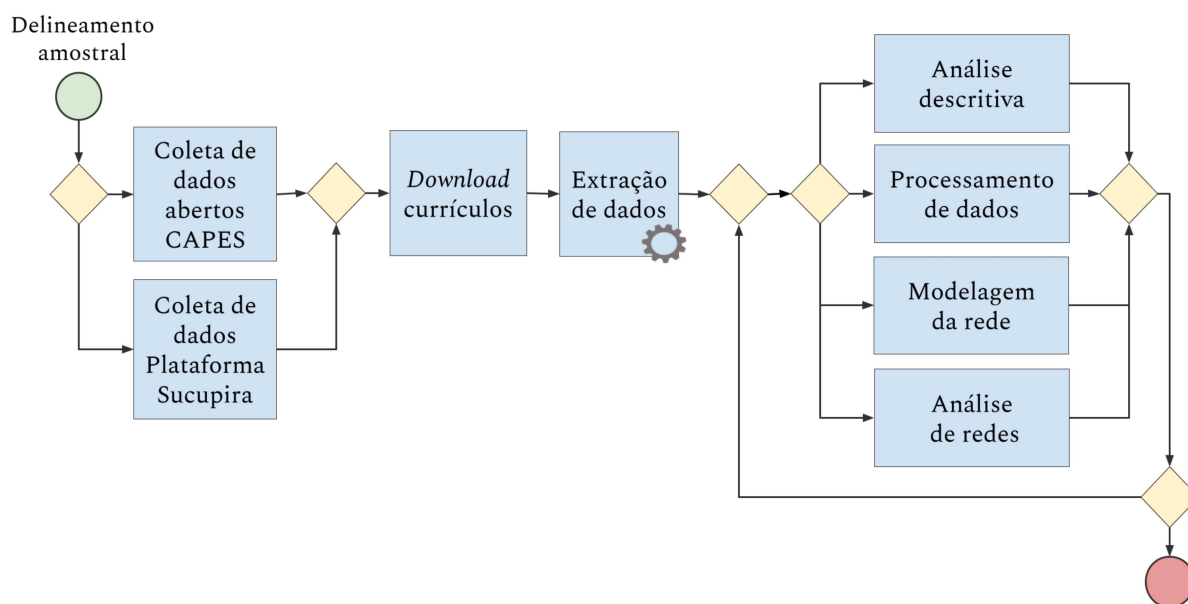 Delineamento
amostral
Coleta de
dados
abertos
CAPES
Coleta de
dados
Plataforma
Sucupira
Download
currículos
Extração
de dados
Análise
descritiva
Processamento
de dados
Modelagem
da rede
Análise
de redes